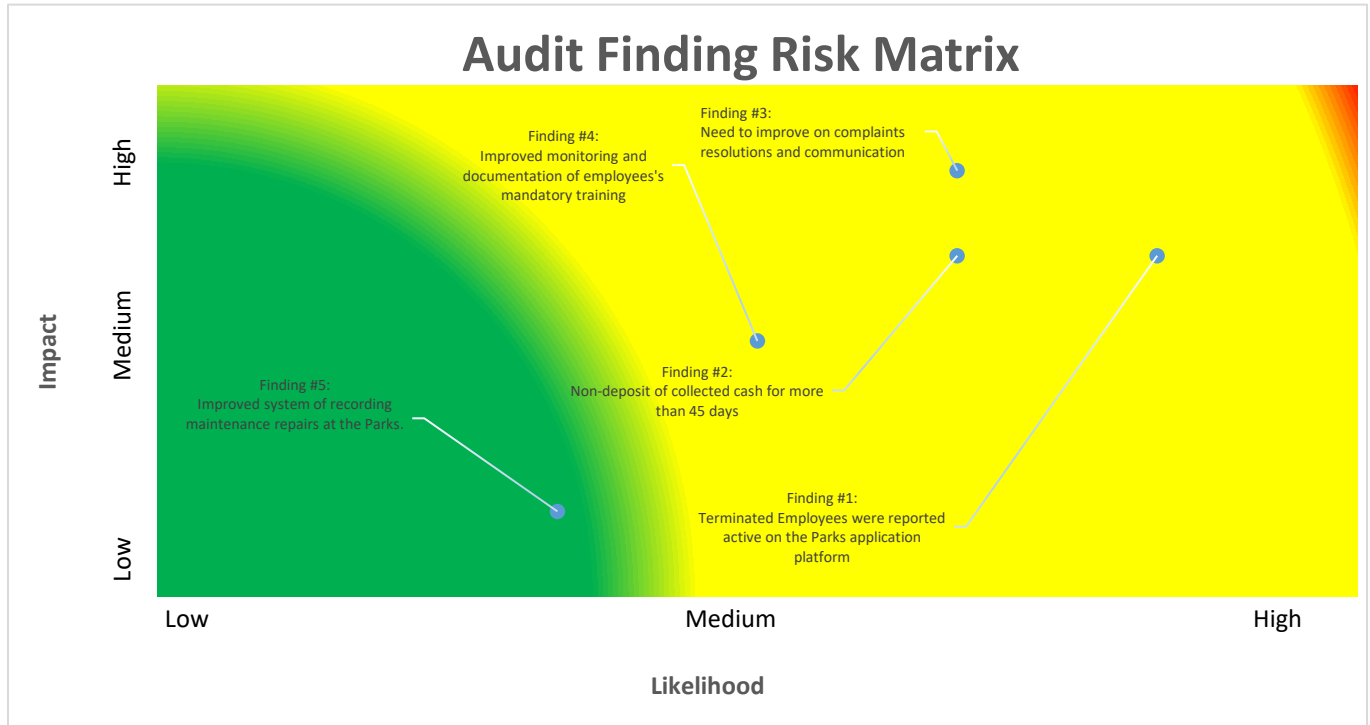 Audit Finding Risk Matrix
Finding #3:
Need to improve on complaints
resolutions and communication
Finding #4:
Improved monitoring and
documentation of employees's
mandatory training
High
Medium
Low
Impact
Finding #2:
Non-deposit of collected cash for more
than 45 days
Finding #5:
Improved system of recording
maintenance repairs at the Parks.
Finding #1:
Terminated Employees were reported
active on the Parks application
platform
Low
Medium
High
Likelihood